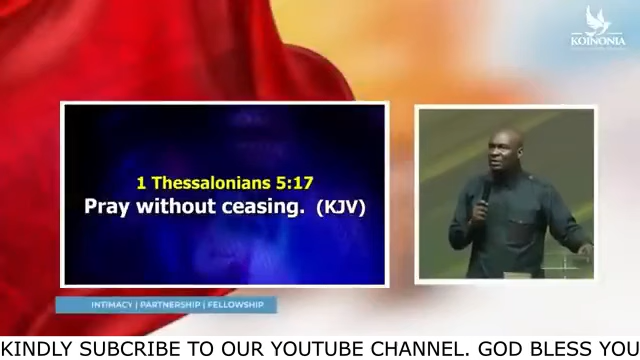 KOINONIA
1 Thessalonians 5:17
Pray without ceasing. (KJV)
INTIMACY | PARTNERSHIP | FELLOWSHIP
KINDLY SUBCRIBE TO OUR YOUTUBE CHANNEL. GOD BLESS YOU